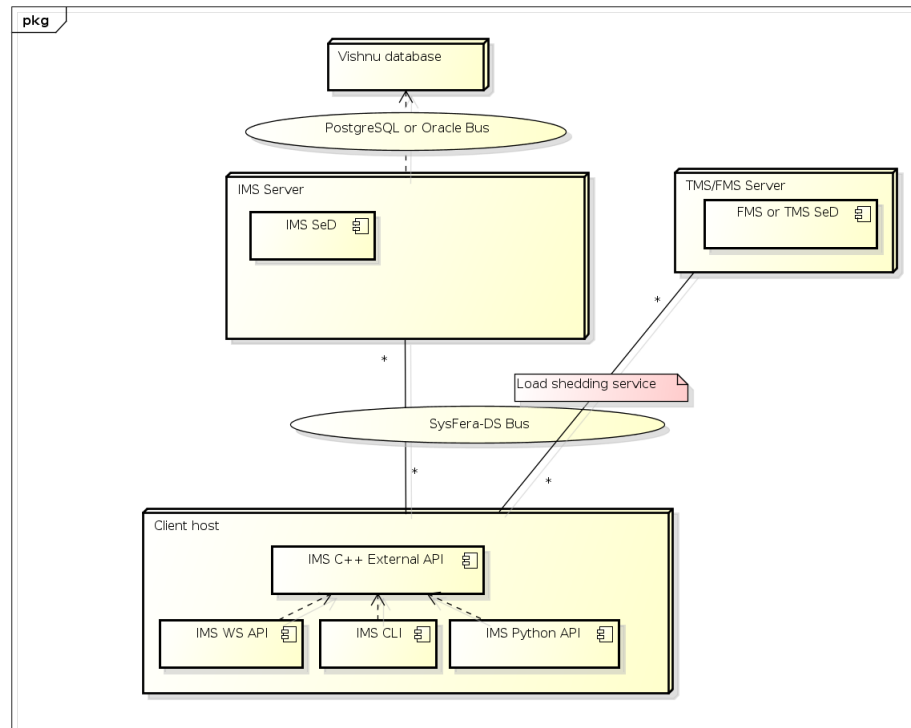 pkg
Vishnu database
PostgreSQL or Oracle Bus
IMS Server
IMS SeD
TMS/FMS Server
FMS or TMS SeD
*
*
Load shedding service
SysFera-DS Bus
*
*
Client host
IMS C++ External API
IMS WS API
IMS CLI
IMS Python API